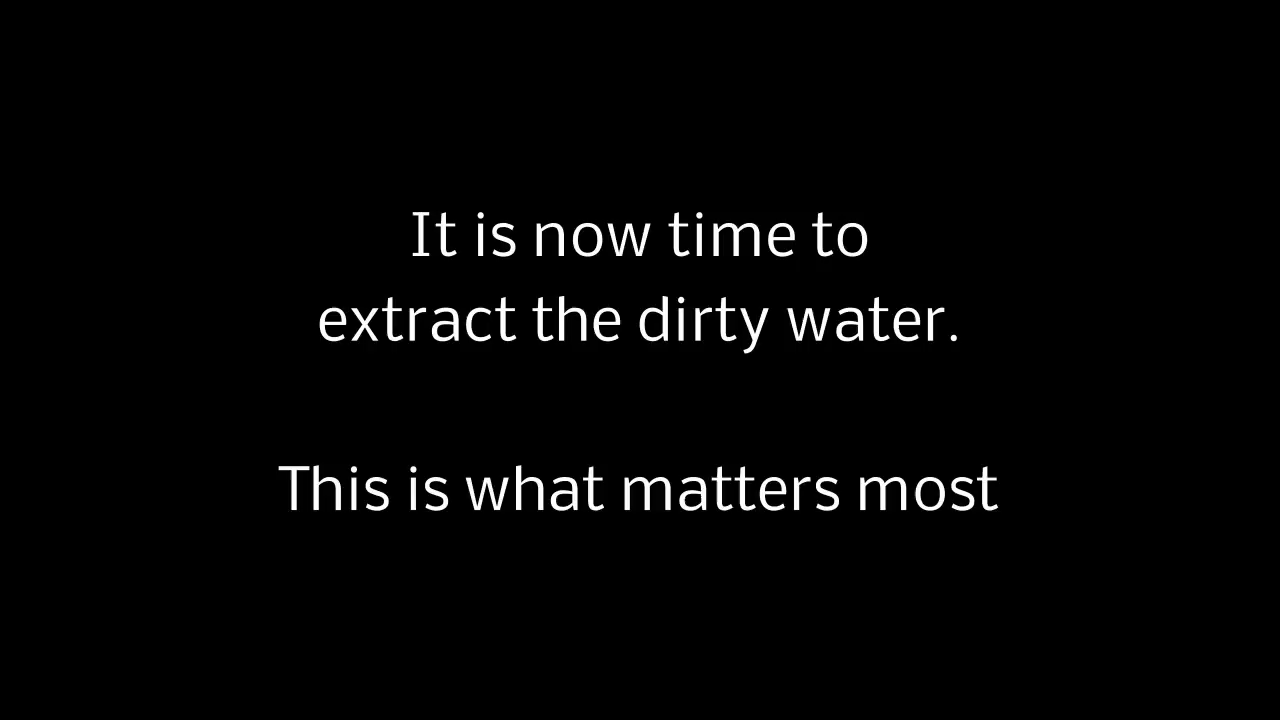 It is now time to
extract the dirty water.
This is what matters most